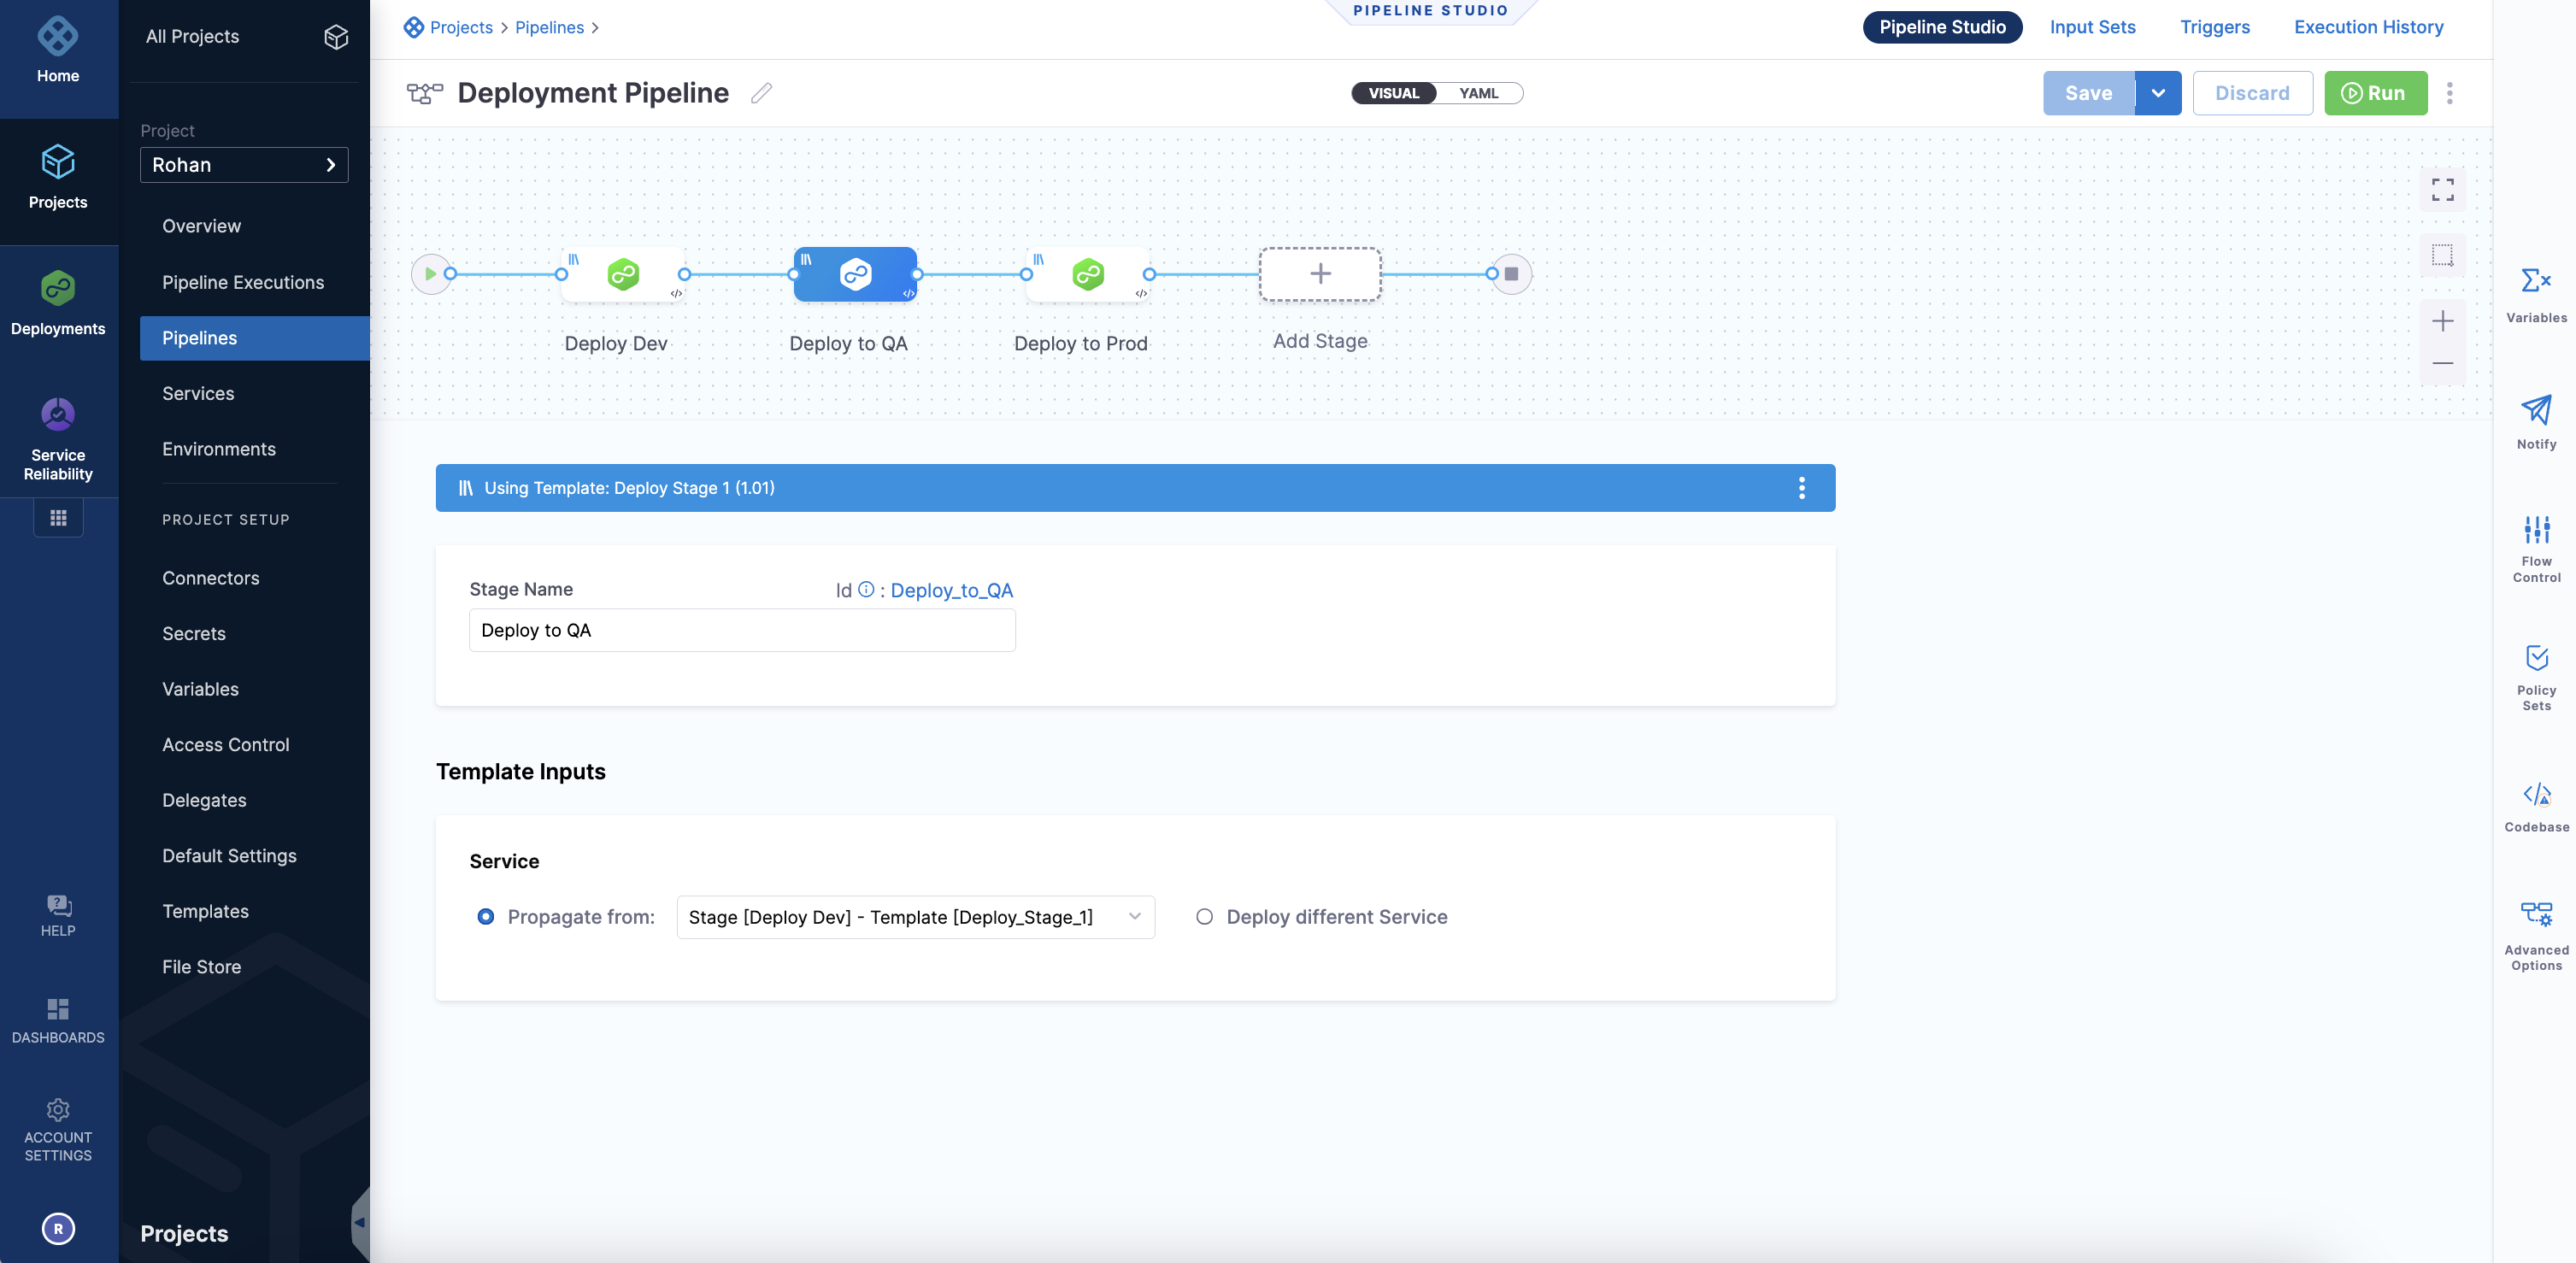 Home
Projects
Deployments
Service
Reliability
HELP
DASHBOARDS
ACCOUNT
SETTINGS
R
All Projects
Project
Rohan
Overview
Pipeline Executions
Pipelines
Services
Environments
PROJECT SETUP
Connectors
Secrets
Variables
Access Control
Delegates
Default Settings
Templates
File Store
Projects
Projects > Pipelines >
PIPELINE STUDIO
Pipeline Studio
Input Sets
Triggers
Execution History
Deployment Pipeline
VISUAL
YAML
Save
Discard
Run
Deploy Dev
Deploy to QA
Deploy to Prod
Add Stage
Using Template: Deploy Stage 1 (1.01)
Stage Name
Id : Deploy_to_QA
Deploy to QA
Template Inputs
Service
Propagate from:
Stage [Deploy Dev] - Template [Deploy_Stage_1]
Deploy different Service
Variables
Notify
Flow
Control
Policy
Sets
Codebase
Advanced
Options